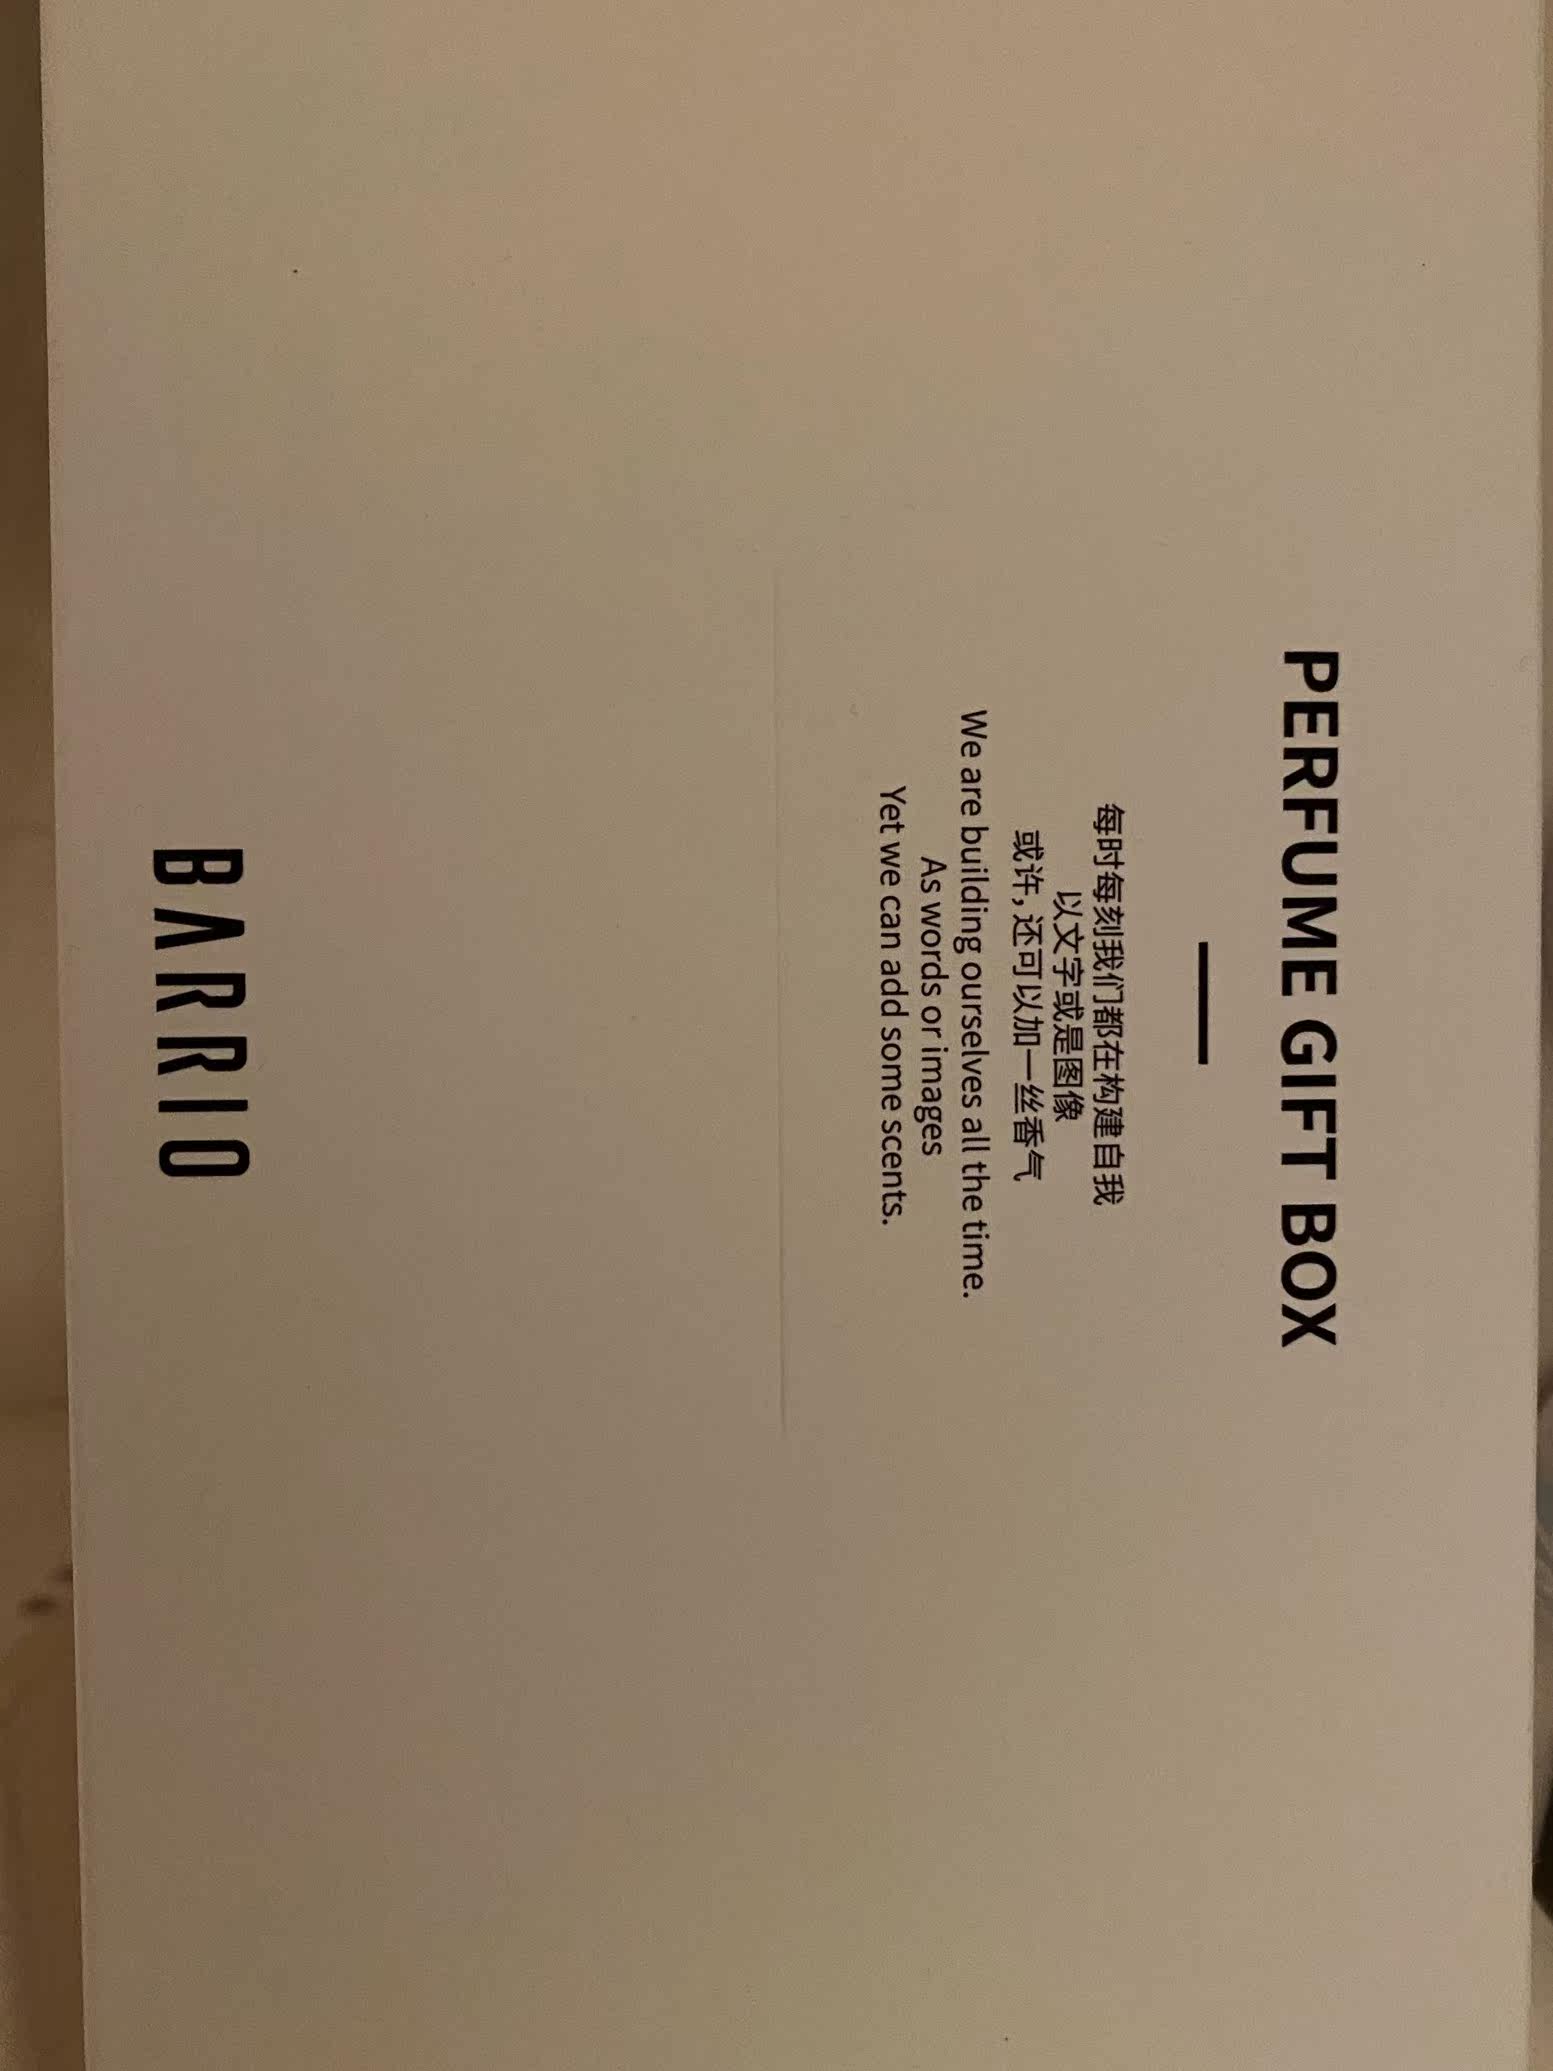 PERFUME GIFT BOX
每时每刻我们都在构建自我
以文字或是图像
或许，还可以加一丝香气
We are building ourselves all the time.
As words or images
Yet we can add some scents.
BARRIO